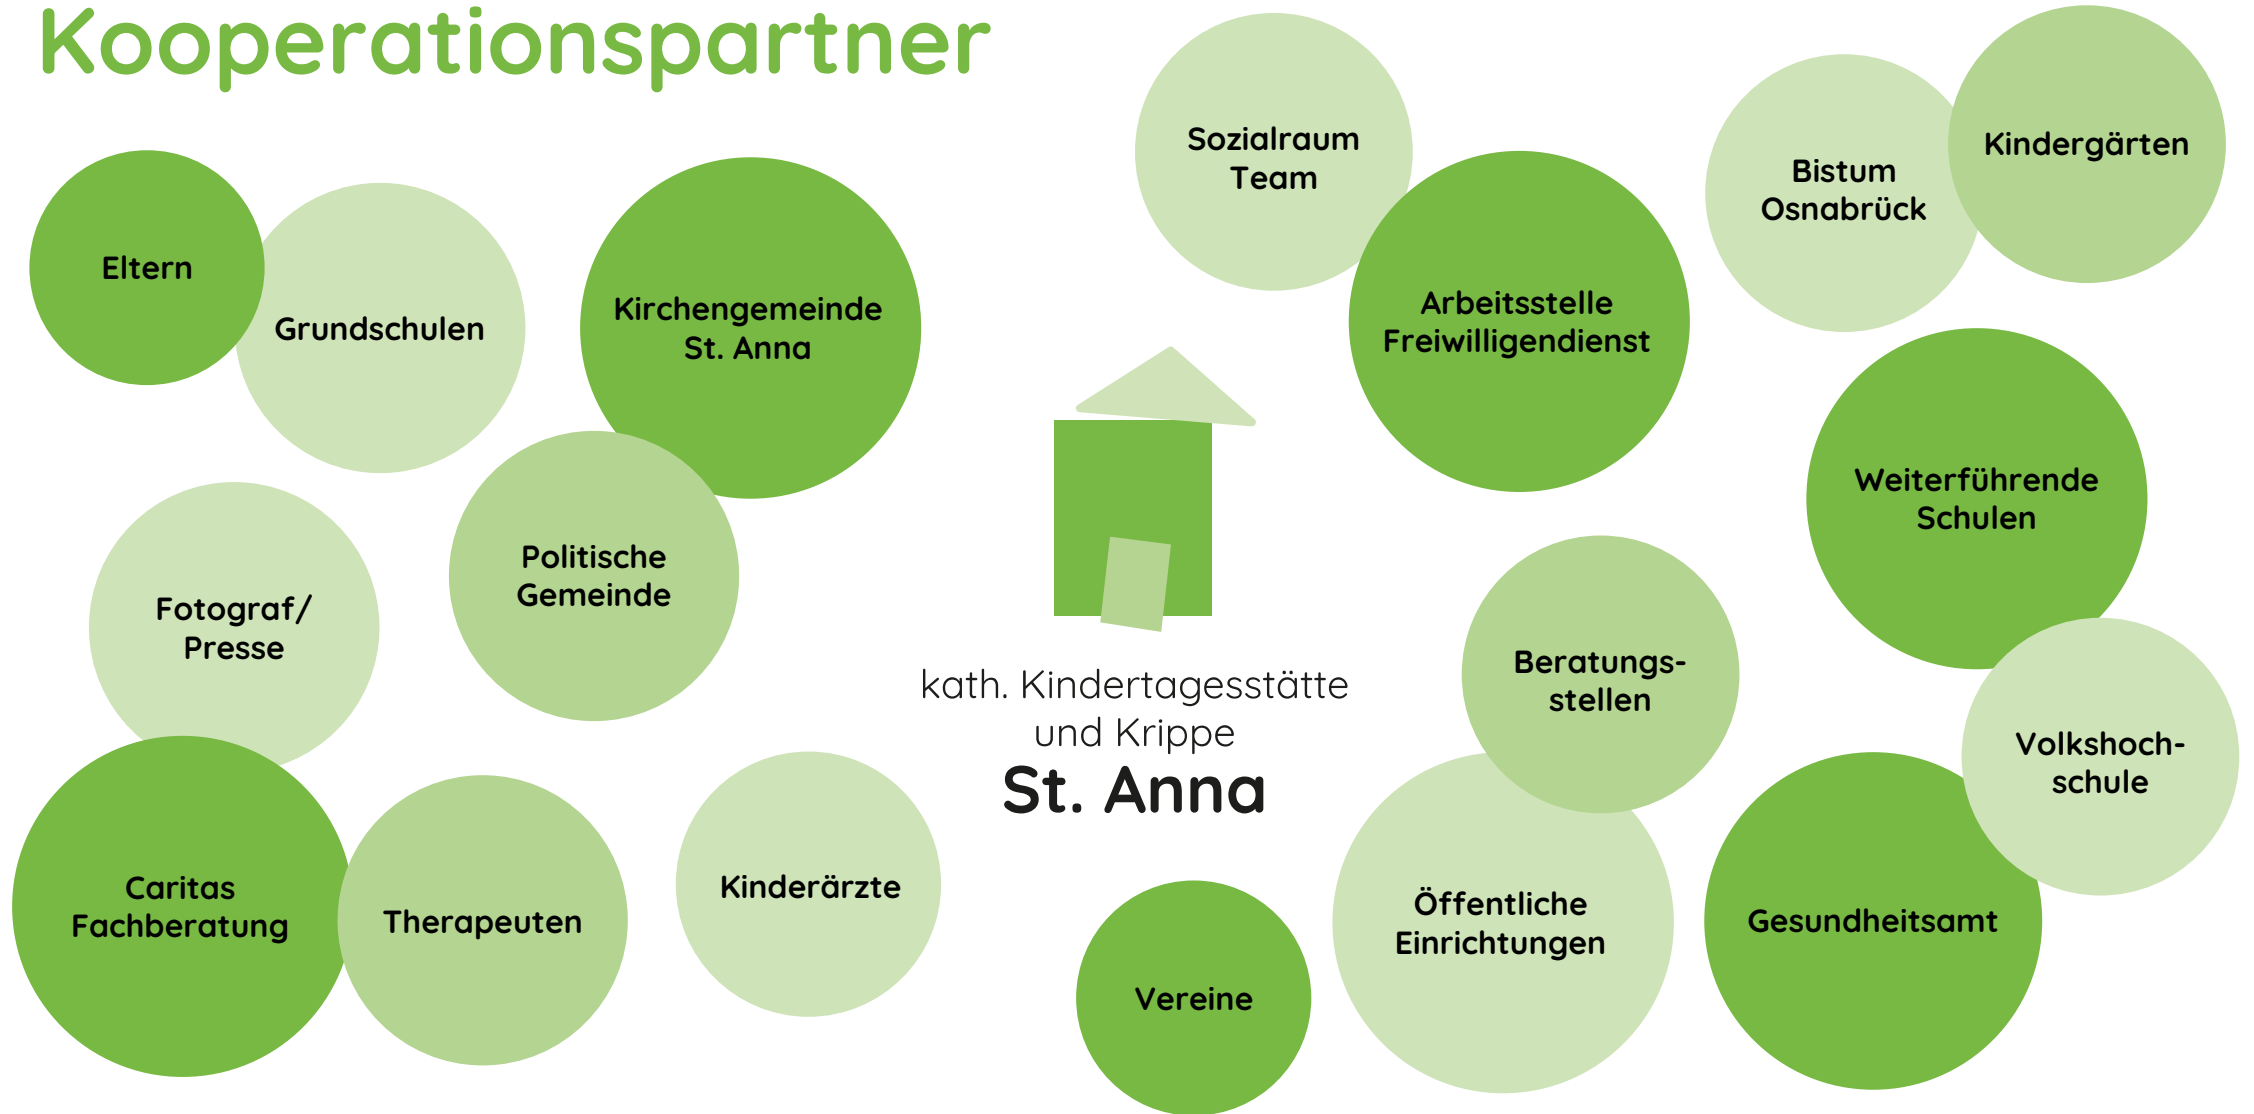 Kooperationspartner
Eltern
Grundschulen
Kirchengemeinde
St. Anna
Politische
Gemeinde
Fotograf/
Presse
Caritas
Fachberatung
Therapeuten
Kinderärzte
kath. Kindertagesstätte
und Krippe
St. Anna
Sozialraum
Team
Arbeitsstelle
Freiwilligendienst
Bistum
Osnabrück
Kindergärten
Weiterführende
Schulen
Beratungs-
stellen
Volkshoch-
schule
Öffentliche
Einrichtungen
Gesundheitsamt
Vereine